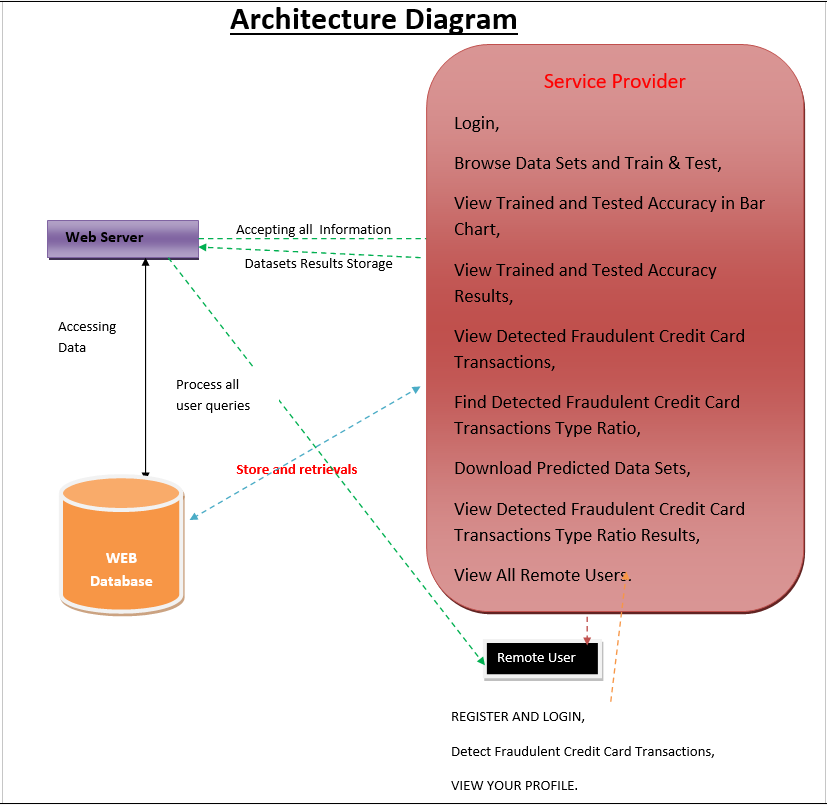 Architecture Diagram
Service Provider
Login,
Browse Data Sets and Train & Test,
View Trained and Tested Accuracy in Bar
Chart,
View Trained and Tested Accuracy
Results,
View Detected Fraudulent Credit Card
Transactions,
Find Detected Fraudulent Credit Card
Transactions Type Ratio,
Download Predicted Data Sets,
View Detected Fraudulent Credit Card
Transactions Type Ratio Results,
View All Remote Users.
Web Server
Accepting all  Information
Datasets Results Storage
Accessing
Data
Process all
user queries
Store and retrievals
WEB
Database
Remote User
REGISTER AND LOGIN,
Detect Fraudulent Credit Card Transactions,
VIEW YOUR PROFILE.